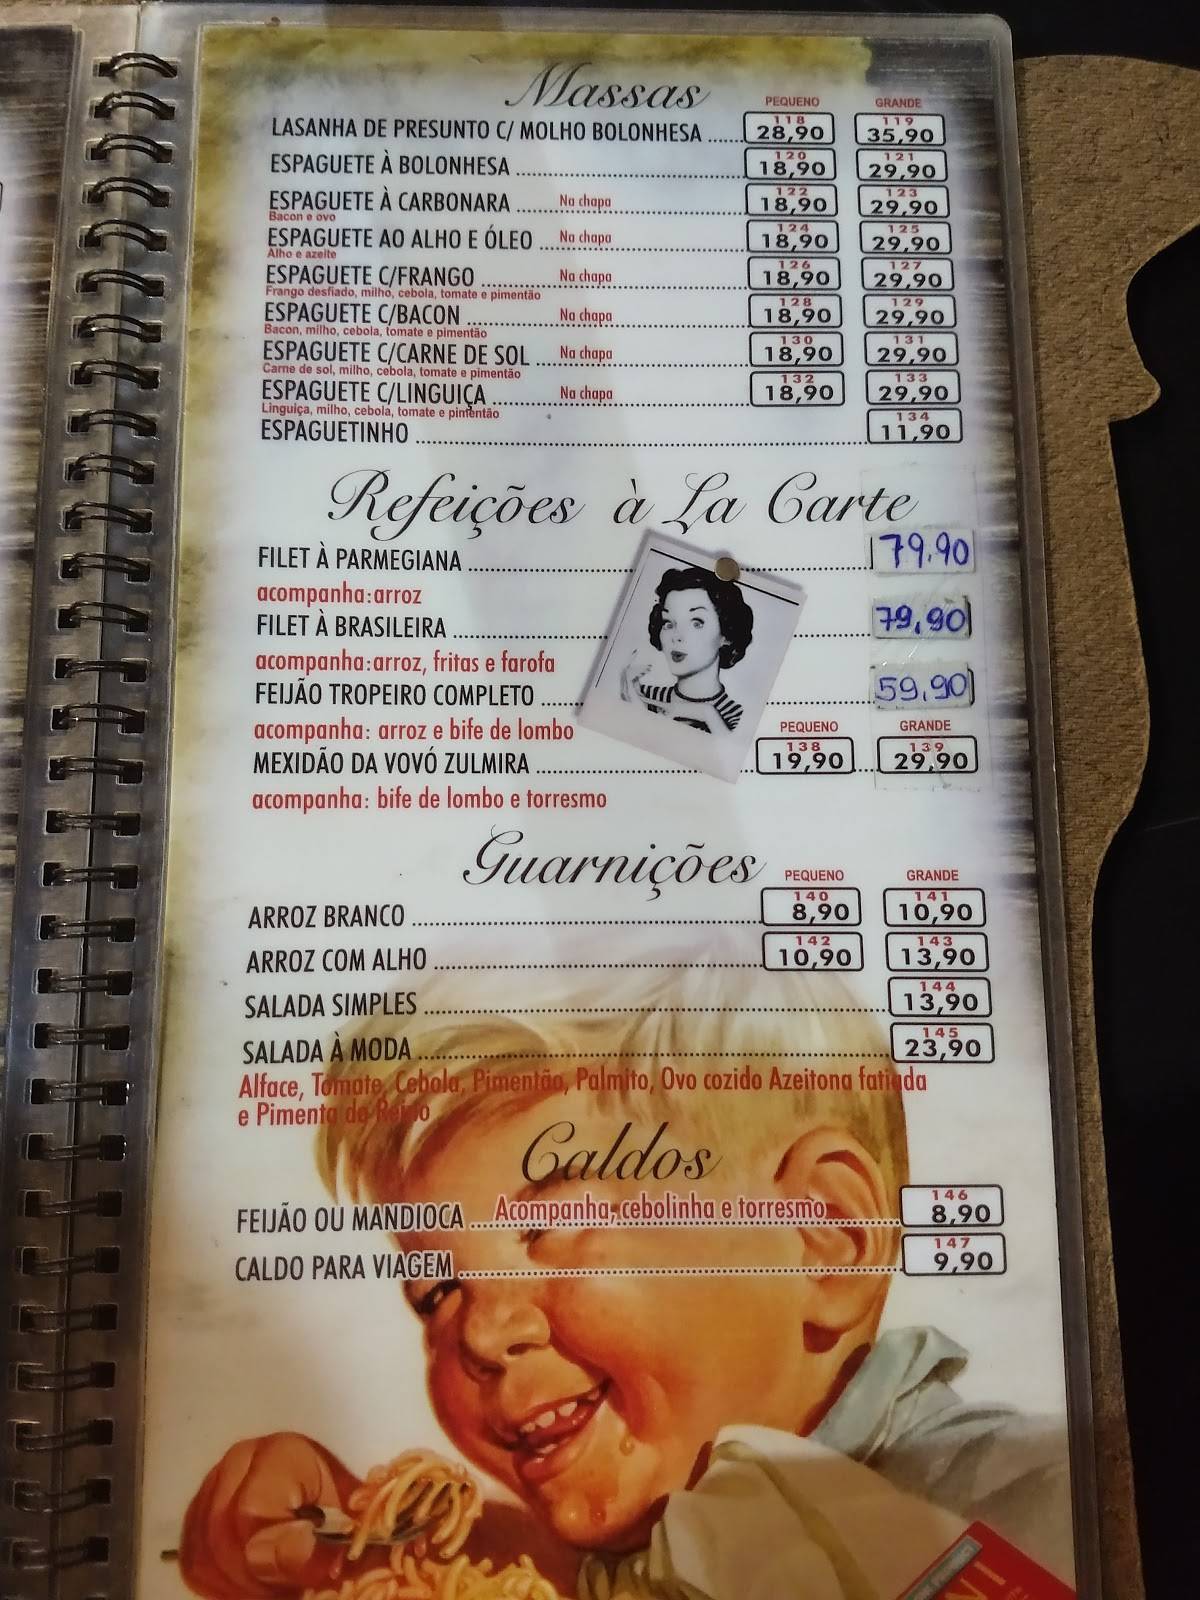 Massas
PEQUENO GRANDE
LASANHA DE PRESUNTO C/ MOLHO BOLONHESA 118 28,90 119 35,90
ESPAGUETE À BOLONHESA 120 18,90 121 29,90
ESPAGUETE À CARBONARA Na chapa 122 18,90 123 29,90
Bacon e ovo
ESPAGUETE AO ALHO E ÓLEO Na chapa 124 18,90 125 29,90
Alho e azeite
ESPAGUETE C/FRANGO Na chapa 126 18,90 127 29,90
Frango desfiado, milho, cebola, tomate e pimentão
ESPAGUETE C/BACON Na chapa 128 18,90 129 29,90
Bacon, milho, cebola, tomate e pimentão
ESPAGUETE C/CARNE DE SOL Na chapa 130 18,90 131 29,90
Carne de sol, milho, cebola, tomate e pimentão
ESPAGUETE C/LINGUIÇA Na chapa 132 18,90 133 29,90
Linguiça, milho, cebola, tomate e pimentão
ESPAGUETINHO 134 11,90
Refeições à La Carte
FILET À PARMEGIANA 79.90
acompanha:arroz
FILET À BRASILEIRA 79,90
acompanha:arroz, fritas e farofa
FEIJÃO TROPEIRO COMPLETO 59,90
acompanha: arroz e bife de lombo
PEQUENO GRANDE
MEXIDÃO DA VOVÓ ZULMIRA 138 19,90 139 29,90
acompanha: bife de lombo e torresmo
Guarnições
PEQUENO GRANDE
ARROZ BRANCO 140 8,90 141 10,90
ARROZ COM ALHO 142 10,90 143 13,90
SALADA SIMPLES 144 13,90
SALADA À MODA 145 23,90
Alface, Tomate, Cebola, Pimentão, Palmito, Ovo cozido Azeitona fatiada
e Pimenta do Reino
Caldos
FEIJÃO OU MANDIOCA Acompanha, cebolinha e torresmo 146 8,90
CALDO PARA VIAGEM 147 9,90